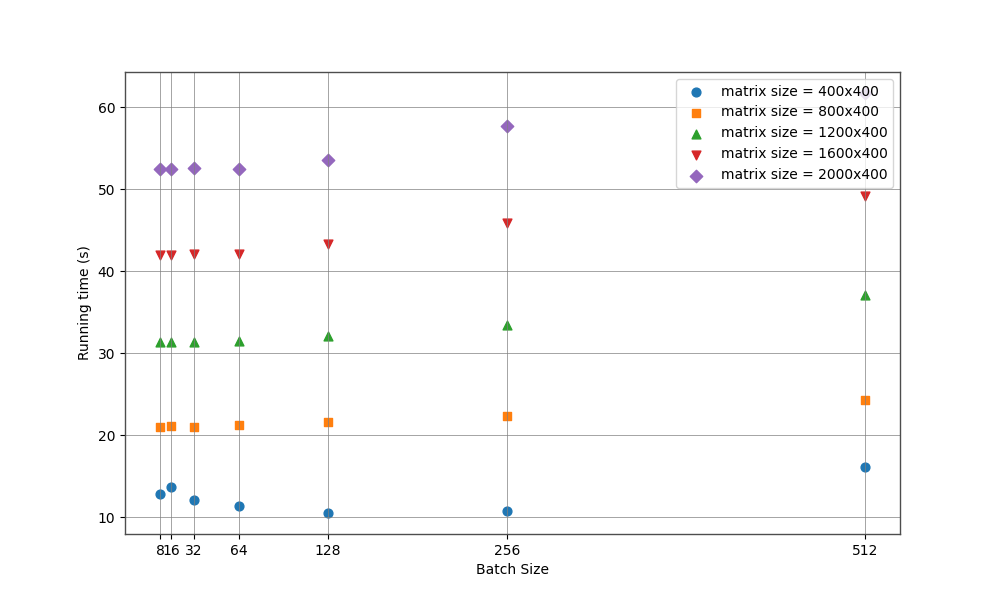 matrix size = 400x400
matrix size = 800x400
matrix size = 1200x400
matrix size = 1600x400
matrix size = 2000x400
60
50
40
30
20
10
Running time (s)
8 16 32 64 128 256 512
Batch Size